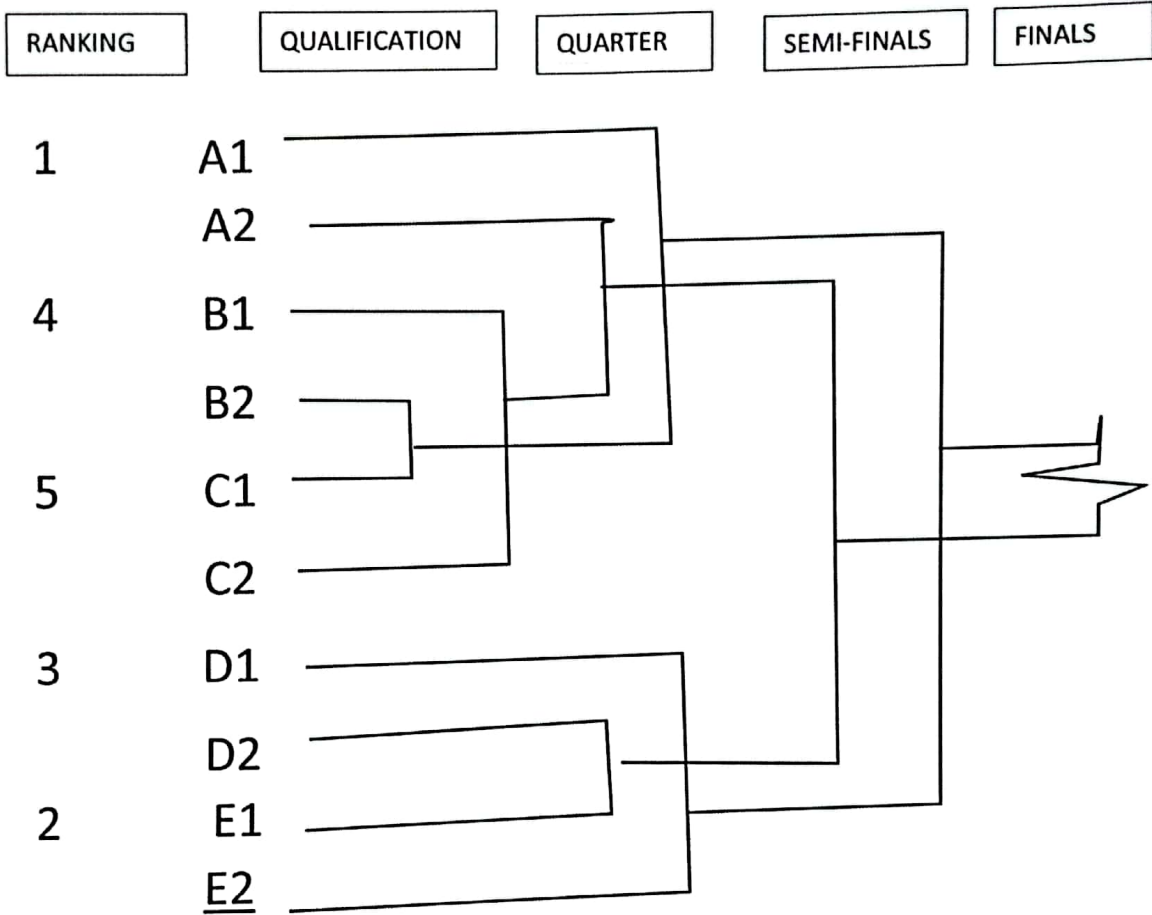 RANKING QUALIFICATION QUARTER SEMI-FINALS FINALS
1 A1
A2
4 B1
B2
5 C1
C2
3 D1
D2
2 E1
E2